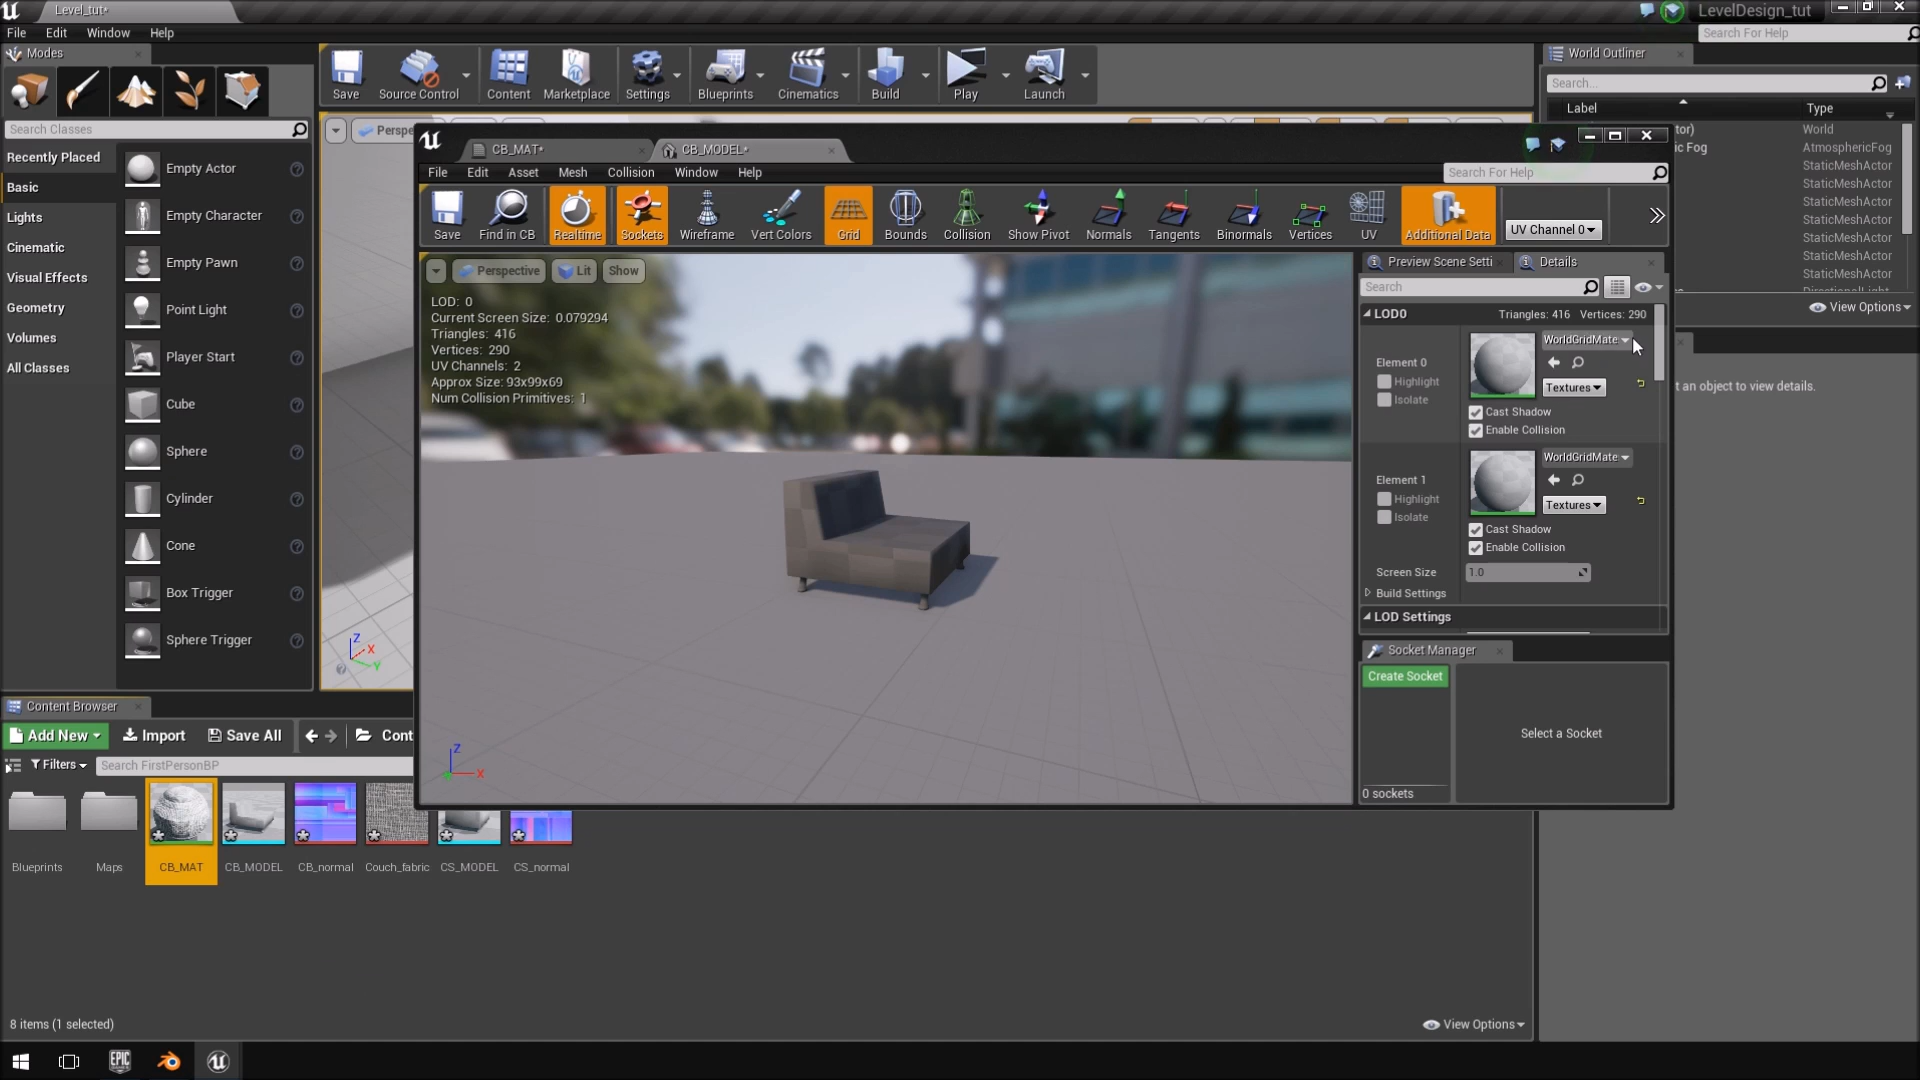 Level_tut*
LevelDesign_tut
File Edit Window Help
Search For Help
Modes
Save Source Control Content Marketplace Settings Blueprints Cinematics Build Play Launch
World Outliner
Search...
Label Type
Search Classes
Perspe
tor) World
ic Fog AtmosphericFog
StaticMeshActor
StaticMeshActor
StaticMeshActor
StaticMeshActor
StaticMeshActor
StaticMeshActor
StaticMeshActor
DirectionalLight
View Options
t an object to view details.
Recently Placed
Basic
Lights
Cinematic
Visual Effects
Geometry
Volumes
All Classes
Empty Actor
Empty Character
Empty Pawn
Point Light
Player Start
Cube
Sphere
Cylinder
Cone
Box Trigger
Sphere Trigger
Z
X
Y
CB_MAT* CB_MODEL*
File Edit Asset Mesh Collision Window Help
Search For Help
Save Find in CB Realtime Sockets Wireframe Vert Colors Grid Bounds Collision Show Pivot Normals Tangents Binormals Vertices UV Additional Data UV Channel 0
Perspective Lit Show
LOD: 0
Current Screen Size: 0.079294
Triangles: 416
Vertices: 290
UV Channels: 2
Approx Size: 93x99x69
Num Collision Primitives: 1
Z
X
Preview Scene Setti Details
Search
LOD0 Triangles: 416 Vertices: 290
WorldGridMate
Element 0
Highlight
Isolate
Textures
Cast Shadow
Enable Collision
WorldGridMate
Element 1
Highlight
Isolate
Textures
Cast Shadow
Enable Collision
Screen Size 1.0
Build Settings
LOD Settings
Socket Manager
Create Socket
Select a Socket
0 sockets
Content Browser
Add New Import Save All Cont
Filters Search FirstPersonBP
Blueprints Maps CB_MAT CB_MODEL CB_normal Couch_fabric CS_MODEL CS_normal
8 items (1 selected)
View Options
EPIC